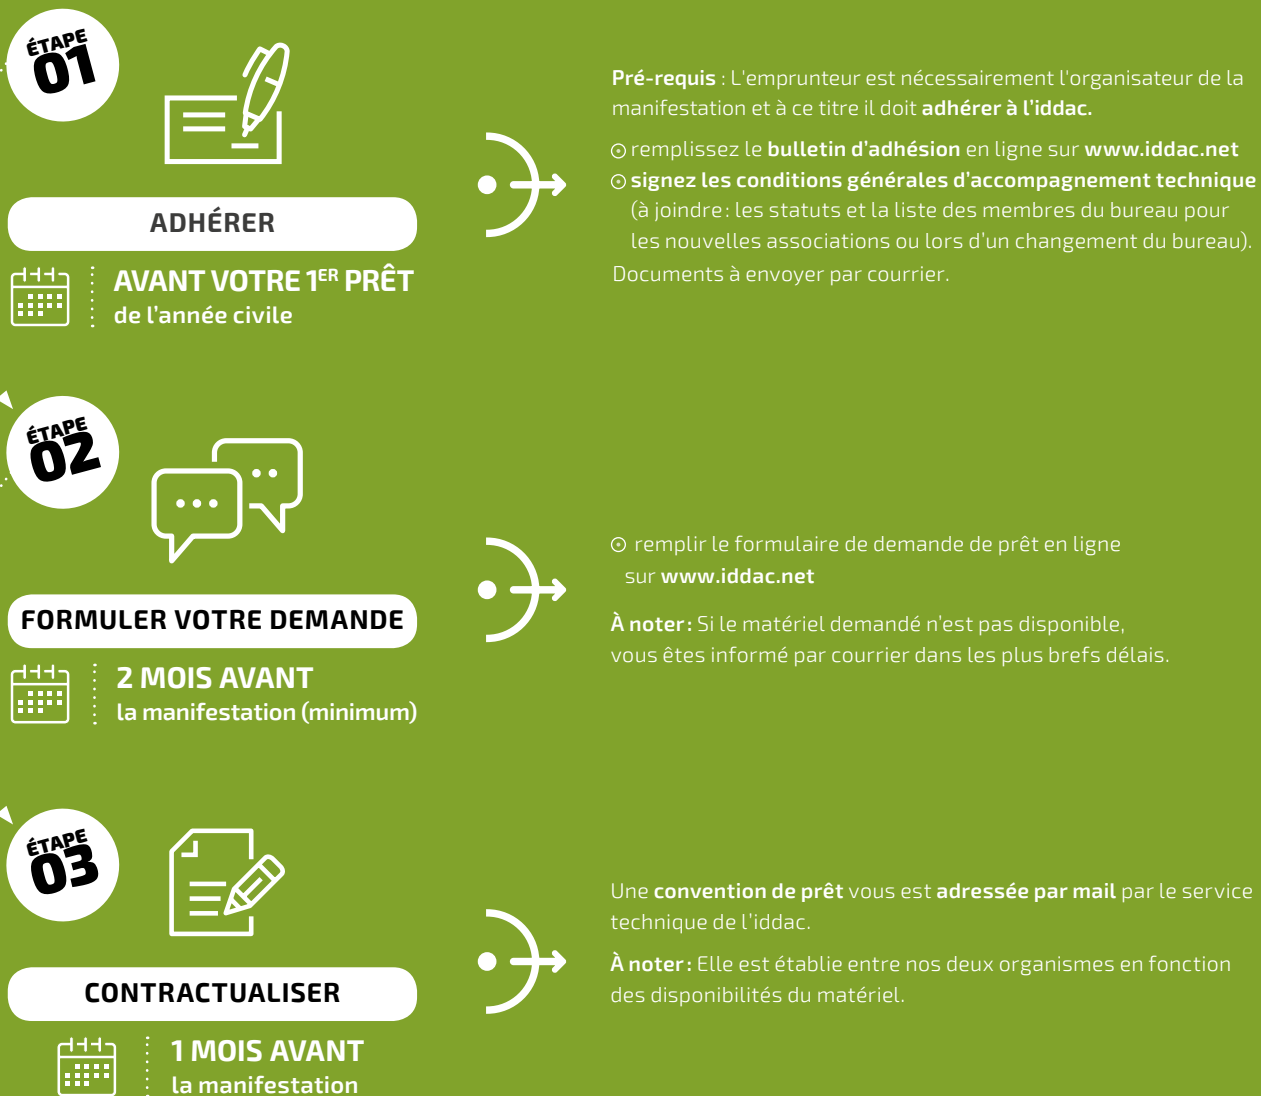 ÉTAPE
01
ADHÉRER
AVANT VOTRE 1ER PRÊT
de l'année civile
Pré-requis : L'emprunteur est nécessairement l'organisateur de la
manifestation et à ce titre il doit adhérer à l'iddac.
⊙ remplissez le bulletin d'adhésion en ligne sur www.iddac.net
⊙ signez les conditions générales d'accompagnement technique
(à joindre : les statuts et la liste des membres du bureau pour
les nouvelles associations ou lors d'un changement du bureau).
Documents à envoyer par courrier.
ÉTAPE
02
FORMULER VOTRE DEMANDE
2 MOIS AVANT
la manifestation (minimum)
⊙ remplir le formulaire de demande de prêt en ligne
sur www.iddac.net
À noter : Si le matériel demandé n'est pas disponible,
vous êtes informé par courrier dans les plus brefs délais.
ÉTAPE
03
CONTRACTUALISER
1 MOIS AVANT
la manifestation
Une convention de prêt vous est adressée par mail par le service
technique de l'iddac.
À noter : Elle est établie entre nos deux organismes en fonction
des disponibilités du matériel.